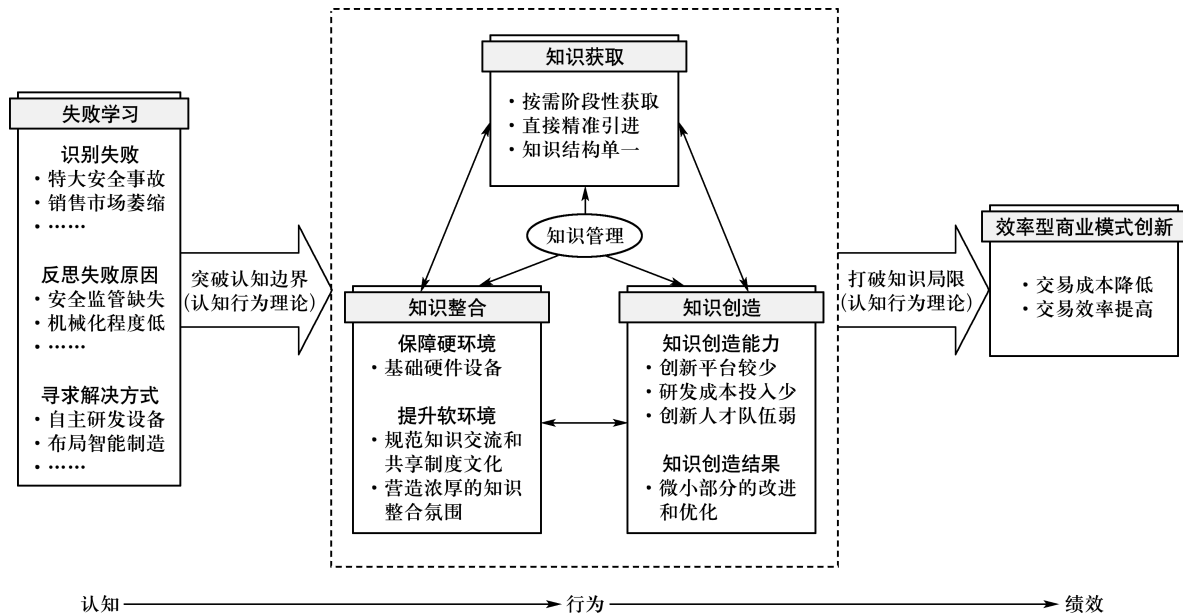 失败学习
识别失败
·特大安全事故
·销售市场萎缩
·……
反思失败原因
·安全监管缺失
·机械化程度低
·……
寻求解决方式
·自主研发设备
·布局智能制造
·……
突破认知边界
(认知行为理论)
知识获取
·按需阶段性获取
·直接精准引进
·知识结构单一
知识管理
知识整合
保障硬环境
·基础硬件设备
提升软环境
·规范知识交流和
共享制度文化
·营造浓厚的知识
整合氛围
知识创造
知识创造能力
·创新平台较少
·研发成本投入少
·创新人才队伍弱
知识创造结果
·微小部分的改进
和优化
打破知识局限
(认知行为理论)
效率型商业模式创新
·交易成本降低
·交易效率提高
认知
行为
绩效